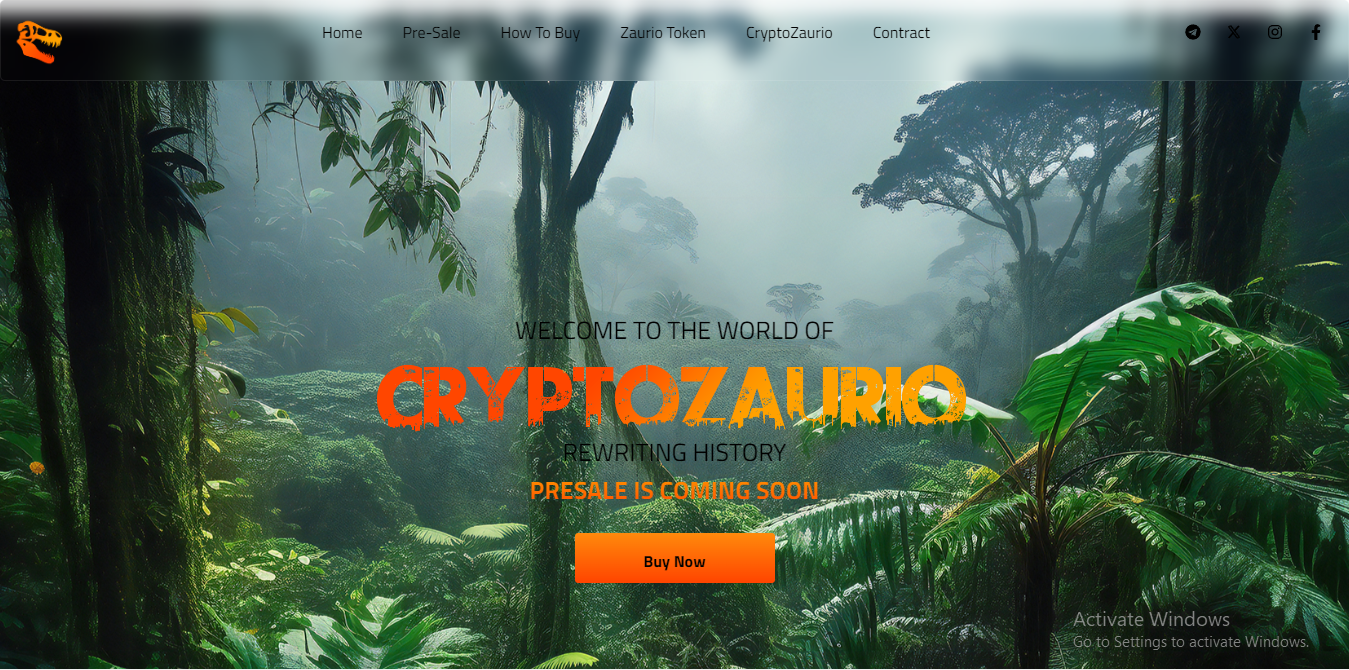 Home Pre-Sale How To Buy Zaurio Token CryptoZaurio Contract
WELCOME TO THE WORLD OF
CRYPTOZAURIO
REWRITING HISTORY
PRESALE IS COMING SOON
Buy Now
Activate Windows
Go to Settings to activate Windows.